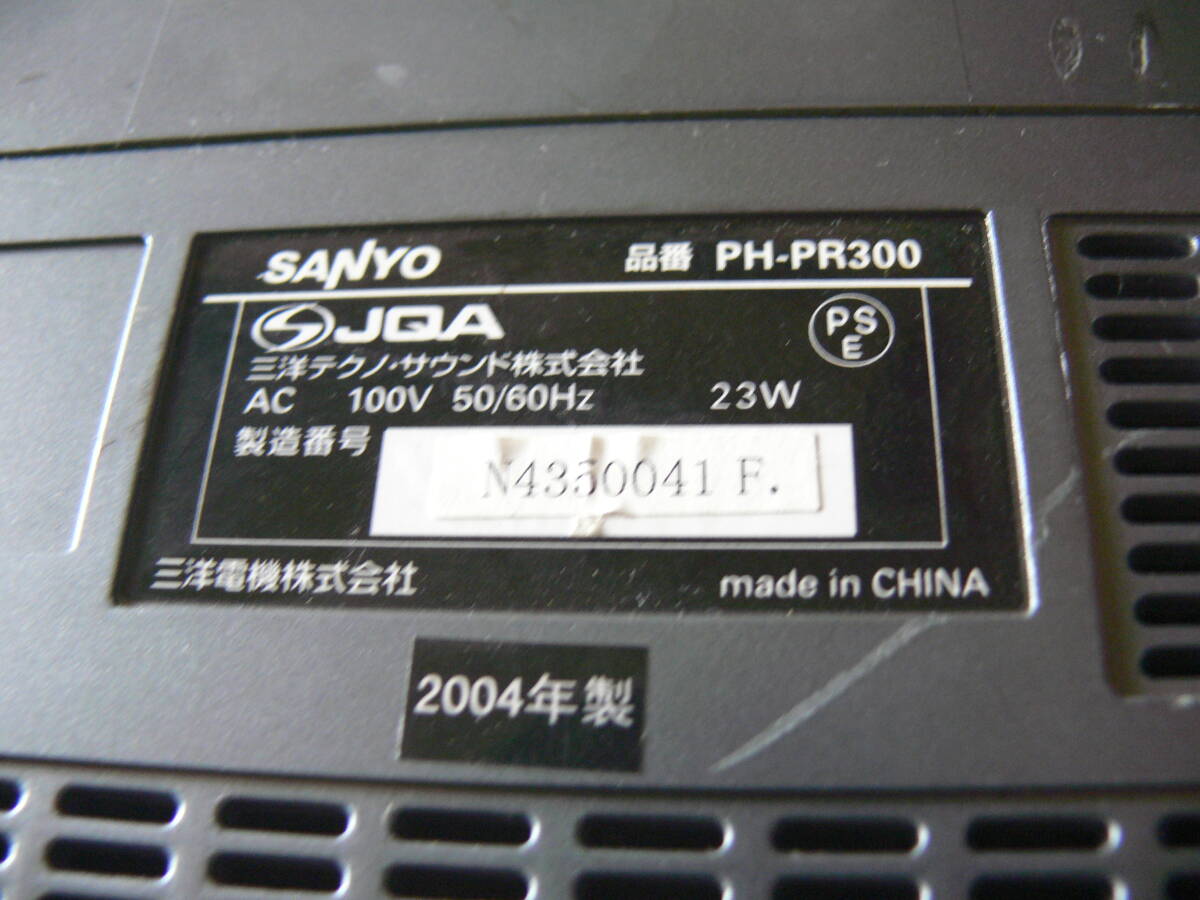 SANYO 品番 PH-PR300
JQA PS E
三洋テクノ・サウンド株式会社
AC 100V 50/60Hz 23W
製造番号 N4350041 F.
三洋電機株式会社 made in CHINA
2004年製